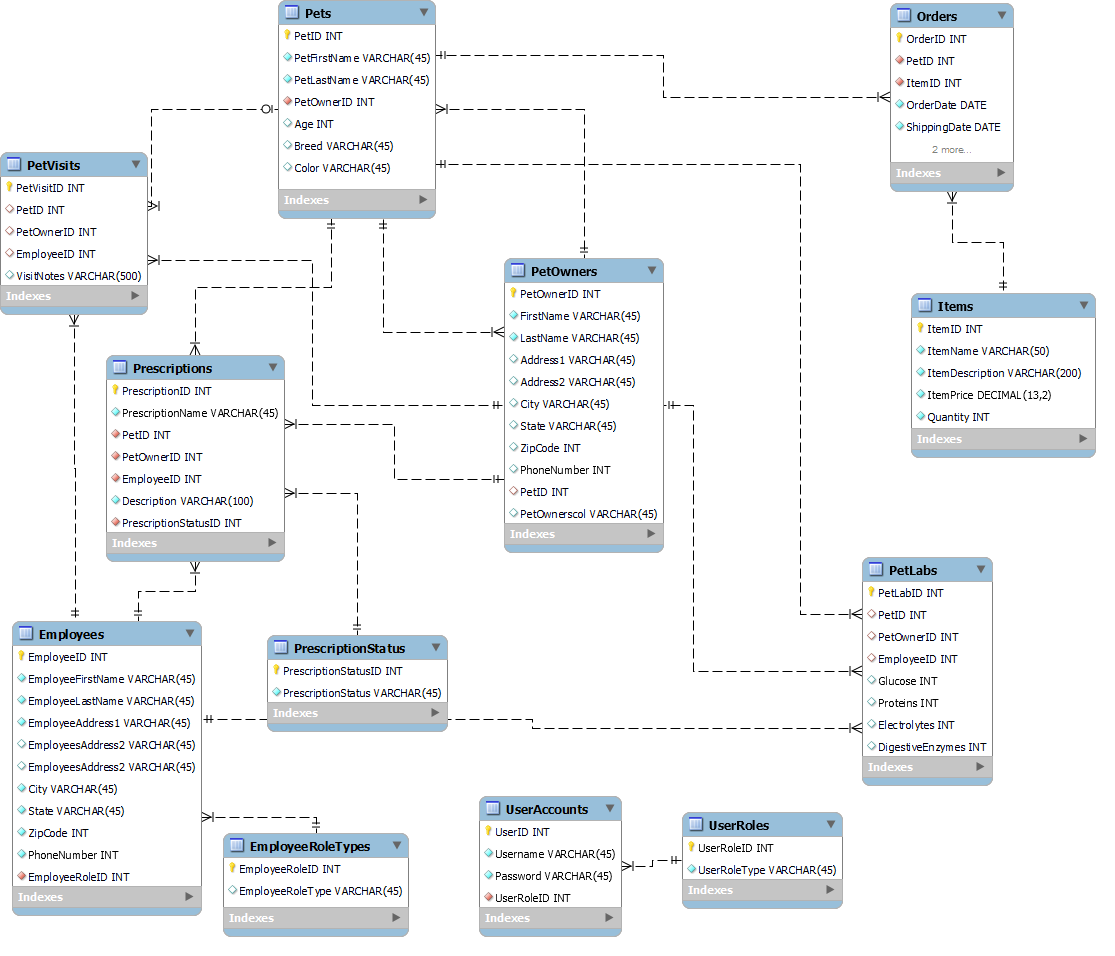 Pets
PetID INT
PetFirstName VARCHAR(45)
PetLastName VARCHAR(45)
PetOwnerID INT
Age INT
Breed VARCHAR(45)
Color VARCHAR(45)
Indexes
Orders
OrderID INT
PetID INT
ItemID INT
OrderDate DATE
ShippingDate DATE
2 more...
Indexes
PetVisits
PetVisitID INT
PetID INT
PetOwnerID INT
EmployeeID INT
VisitNotes VARCHAR(500)
Indexes
PetOwners
PetOwnerID INT
FirstName VARCHAR(45)
LastName VARCHAR(45)
Address1 VARCHAR(45)
Address2 VARCHAR(45)
City VARCHAR(45)
State VARCHAR(45)
ZipCode INT
PhoneNumber INT
PetID INT
PetOwnerscol VARCHAR(45)
Indexes
Items
ItemID INT
ItemName VARCHAR(50)
ItemDescription VARCHAR(200)
ItemPrice DECIMAL(13,2)
Quantity INT
Indexes
Prescriptions
PrescriptionID INT
PrescriptionName VARCHAR(45)
PetID INT
PetOwnerID INT
EmployeeID INT
Description VARCHAR(100)
PrescriptionStatusID INT
Indexes
PetLabs
PetLabID INT
PetID INT
PetOwnerID INT
EmployeeID INT
Glucose INT
Proteins INT
Electrolytes INT
DigestiveEnzymes INT
Indexes
Employees
EmployeeID INT
EmployeeFirstName VARCHAR(45)
EmployeeLastName VARCHAR(45)
EmployeeAddress1 VARCHAR(45)
EmployeesAddress2 VARCHAR(45)
EmployeesAddress2 VARCHAR(45)
City VARCHAR(45)
State VARCHAR(45)
ZipCode INT
PhoneNumber INT
EmployeeRoleID INT
Indexes
PrescriptionStatus
PrescriptionStatusID INT
PrescriptionStatus VARCHAR(45)
Indexes
EmployeeRoleTypes
EmployeeRoleID INT
EmployeeRoleType VARCHAR(45)
Indexes
UserAccounts
UserID INT
Username VARCHAR(45)
Password VARCHAR(45)
UserRoleID INT
Indexes
UserRoles
UserRoleID INT
UserRoleType VARCHAR(45)
Indexes